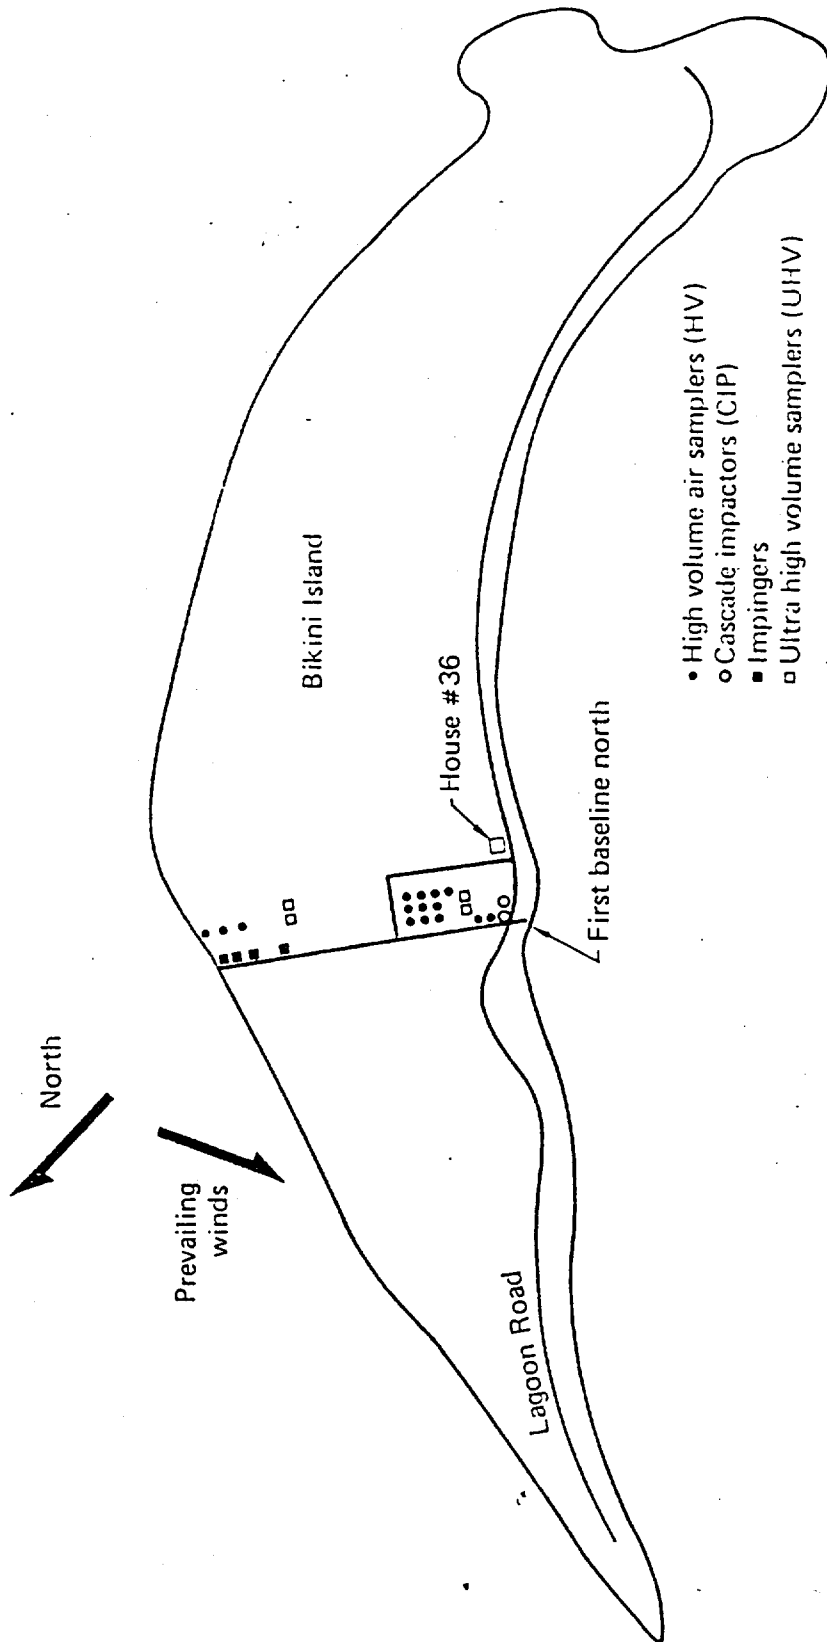 North
Prevailing
winds
Bikini Island
House #36
First baseline north
Lagoon Road
High volume air samplers (HV)
Cascade impactors (CIP)
Impingers
Ultra high volume samplers (UHV)